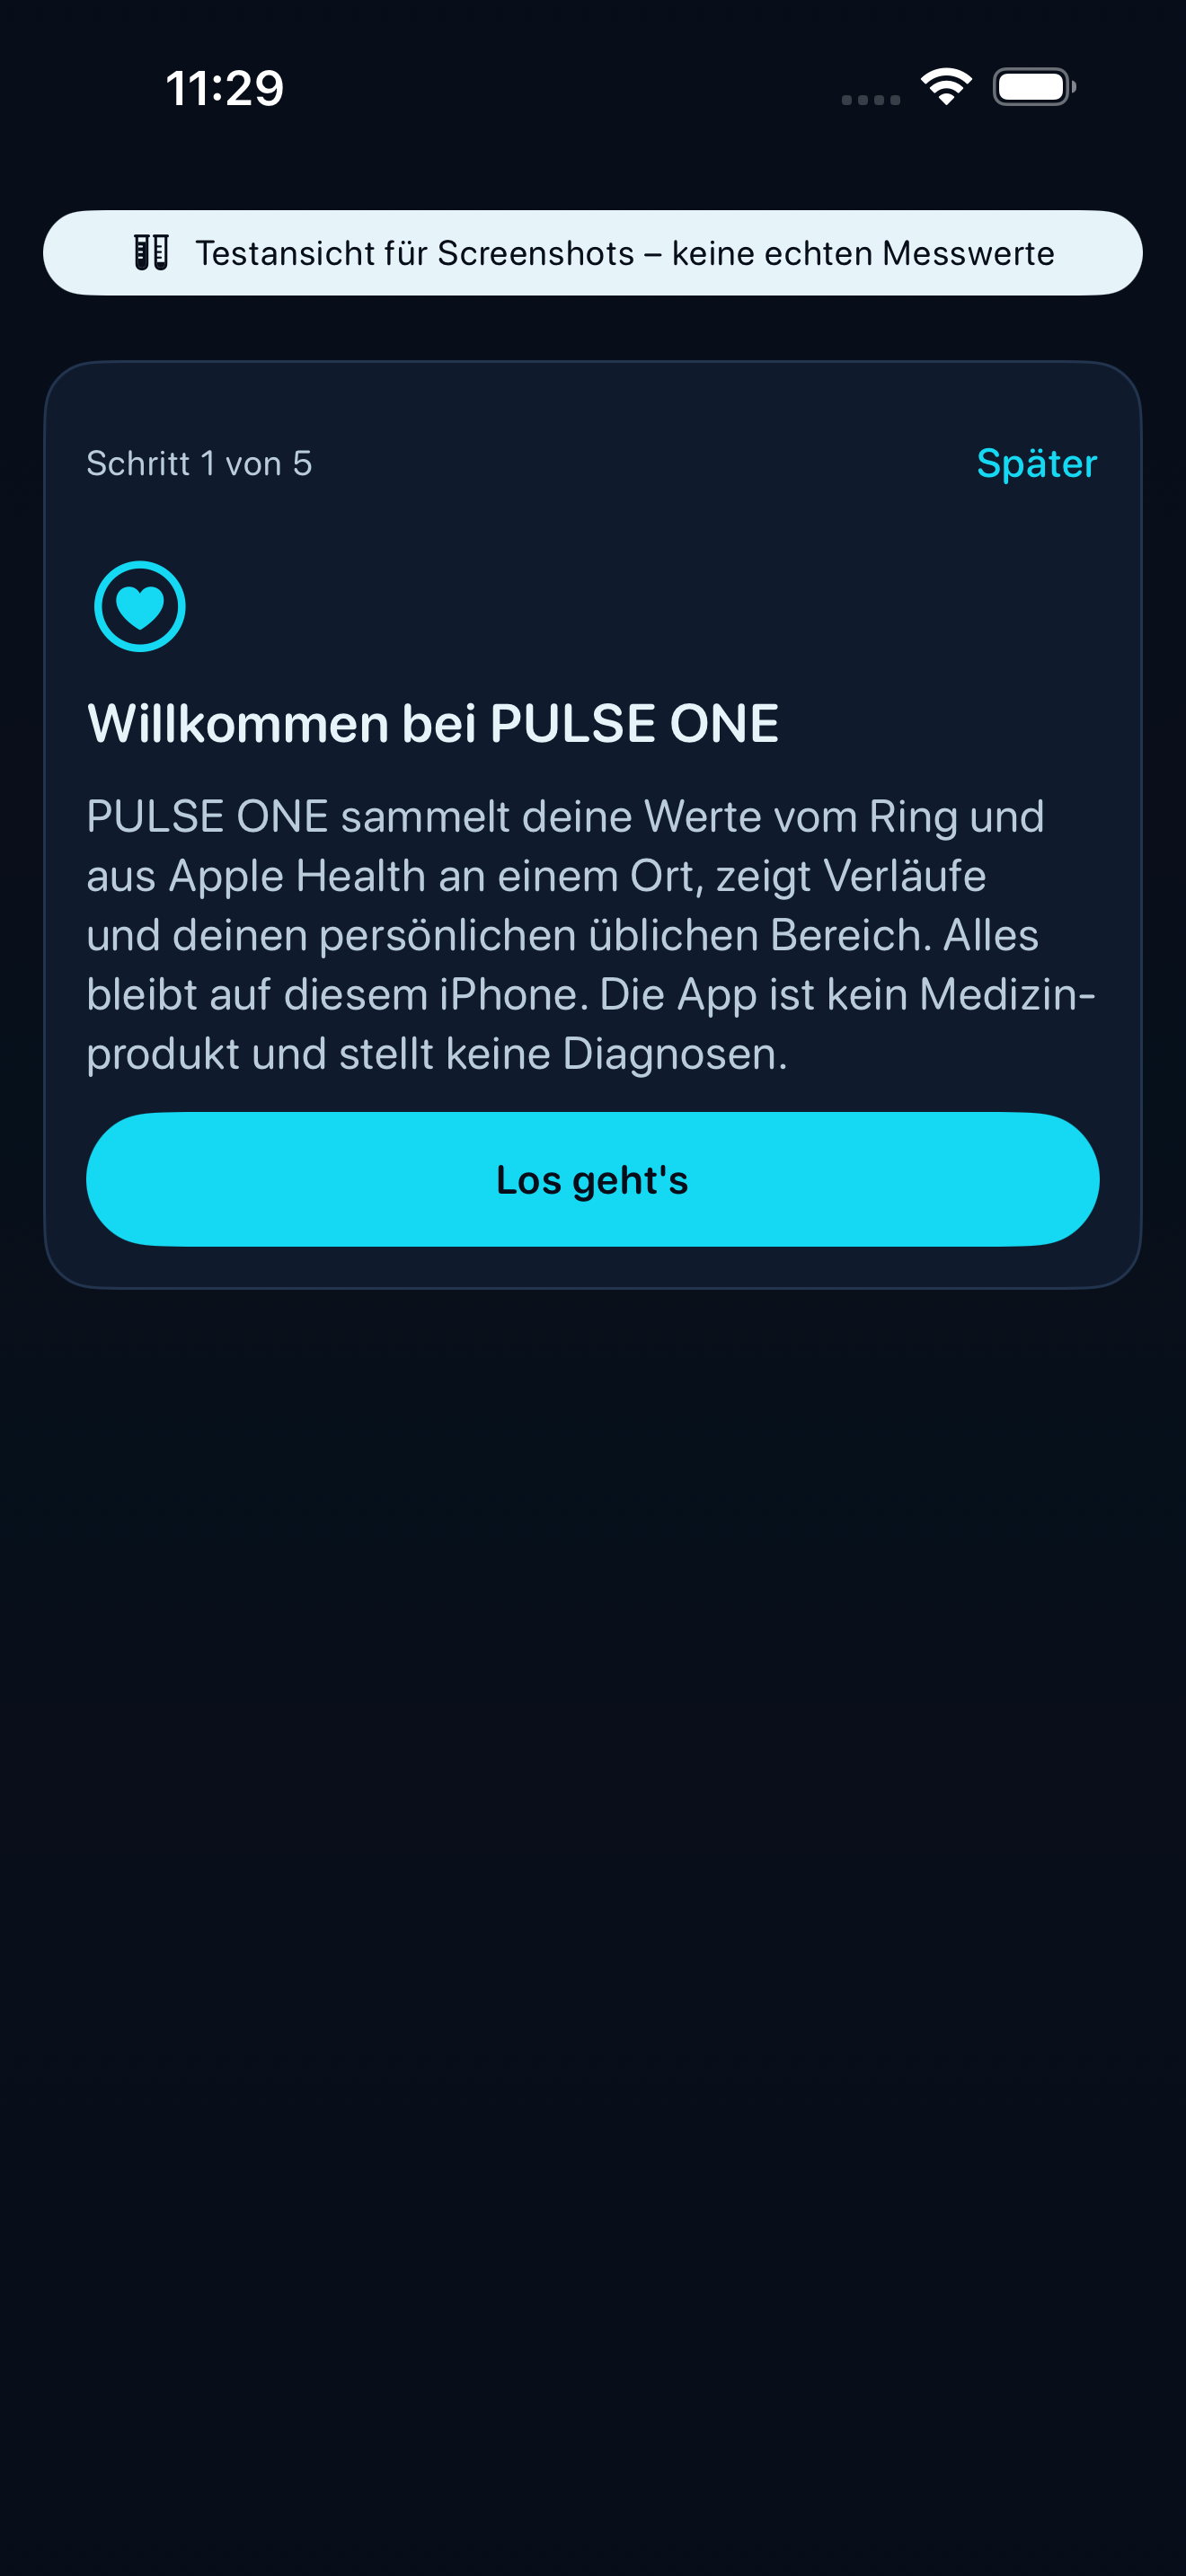 11:29
Testansicht für Screenshots – keine echten Messwerte
Schritt 1 von 5
Später
Willkommen bei PULSE ONE
PULSE ONE sammelt deine Werte vom Ring und
aus Apple Health an einem Ort, zeigt Verläufe
und deinen persönlichen üblichen Bereich. Alles
bleibt auf diesem iPhone. Die App ist kein Medizin-
produkt und stellt keine Diagnosen.
Los geht's